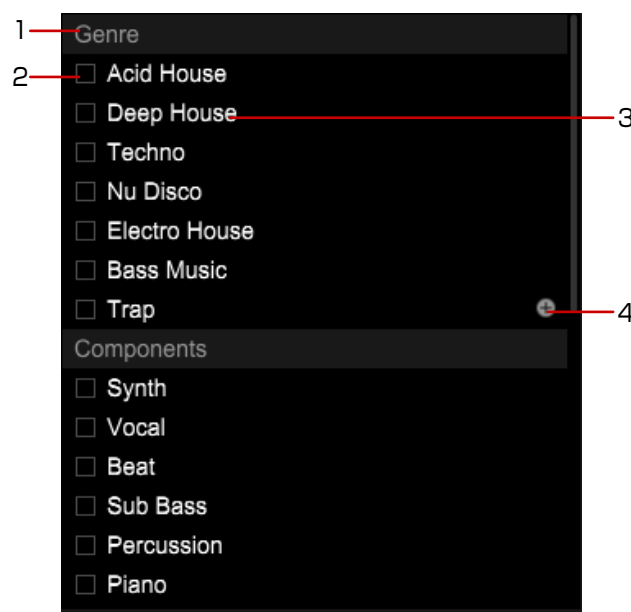 1 Genre
2 Acid House
Deep House 3
Techno
Nu Disco
Electro House
Bass Music
Trap 4
Components
Synth
Vocal
Beat
Sub Bass
Percussion
Piano